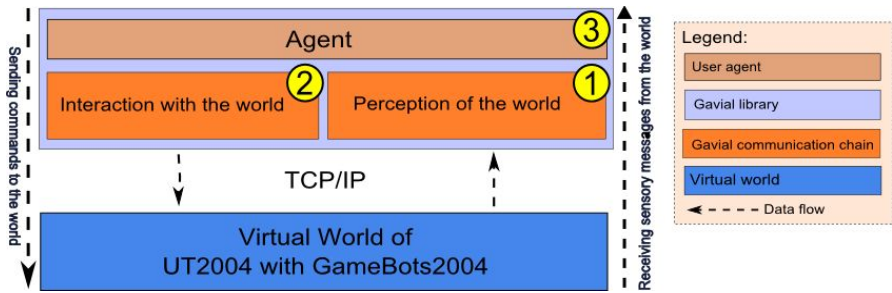 Sending commands to the world
Agent
3
Interaction with the world
2
Perception of the world
1
TCP/IP
Virtual World of
UT2004 with GameBots2004
Receiving sensory messages from the world
Legend:
User agent
Gavial library
Gavial communication chain
Virtual world
Data flow